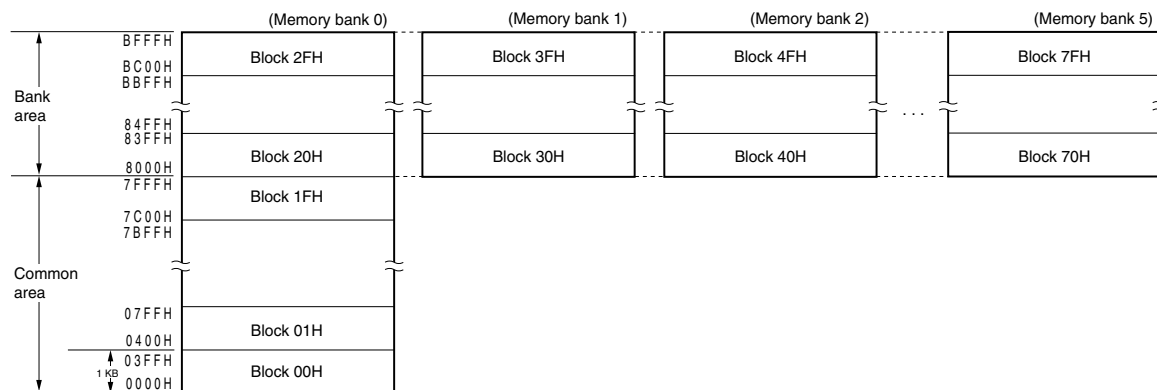 (Memory bank 0) (Memory bank 1) (Memory bank 2) (Memory bank 5)
BFFFH
Block 2FH Block 3FH Block 4FH Block 7FH
BC00H
BBFFH
Bank
area
. . .
84FFH
83FFH
Block 20H Block 30H Block 40H Block 70H
8000H
7FFFH
Block 1FH
7C00H
7BFFH
Common
area
07FFH
Block 01H
0400H
03FFH
1 KB
Block 00H
0000H